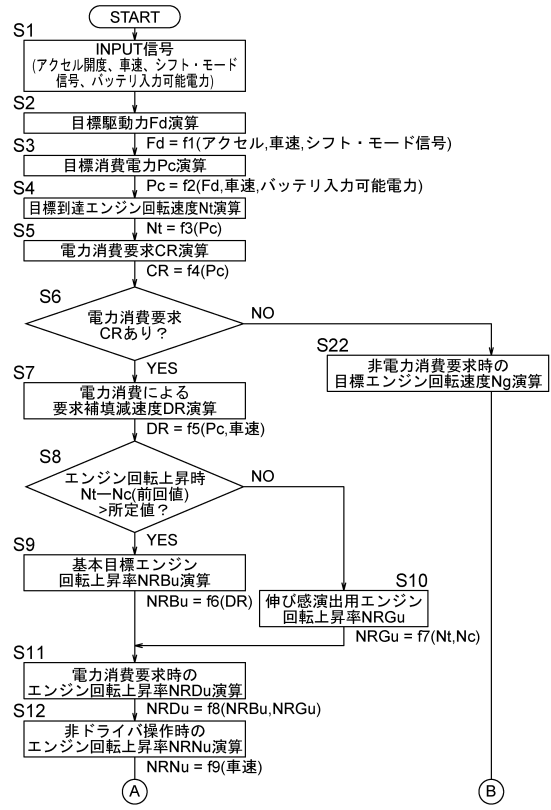 START
S1
INPUT信号
(アクセル開度、車速、シフト・モード
信号、バッテリ入力可能電力)
S2
目標駆動力Fd演算
Fd = f1(アクセル,車速,シフト・モード信号)
S3
目標消費電力Pc演算
Pc = f2(Fd,車速,バッテリ入力可能電力)
S4
目標到達エンジン回転速度Nt演算
Nt = f3(Pc)
S5
電力消費要求CR演算
CR = f4(Pc)
S6
電力消費要求
CRあり？
NO
YES
S22
非電力消費要求時の
目標エンジン回転速度Ng演算
S7
電力消費による
要求補填減速度DR演算
DR = f5(Pc,車速)
S8
エンジン回転上昇時
Nt―Nc(前回値)
>所定値？
NO
YES
S9
基本目標エンジン
回転上昇率NRBu演算
NRBu = f6(DR)
S10
伸び感演出用エンジン
回転上昇率NRGu
NRGu = f7(Nt,Nc)
S11
電力消費要求時の
エンジン回転上昇率NRDu演算
NRDu = f8(NRBu,NRGu)
S12
非ドライバ操作時の
エンジン回転上昇率NRNu演算
NRNu = f9(車速)
A
B